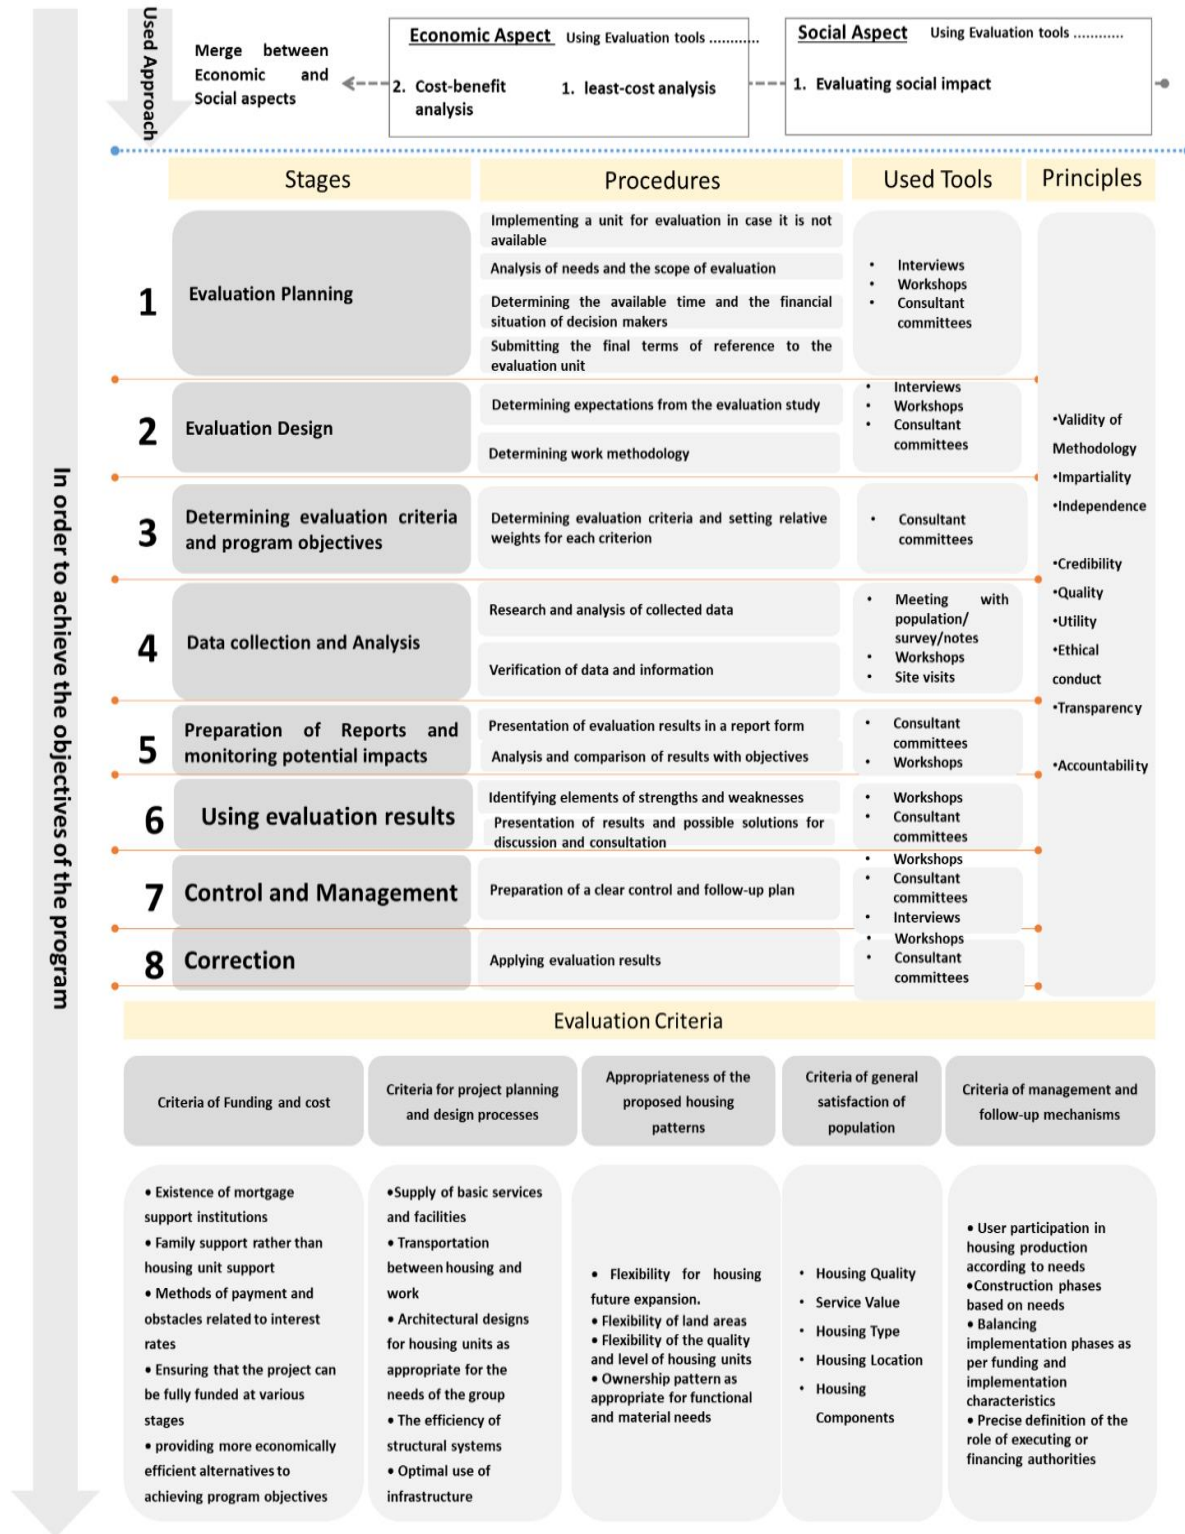 Used Approach
Merge between
Economic and
Social aspects
Economic Aspect Using Evaluation tools ............
2. Cost-benefit
analysis
1. least-cost analysis
Social Aspect Using Evaluation tools ............
1. Evaluating social impact
In order to achieve the objectives of the program
Stages
Procedures
Used Tools
Principles
1
Evaluation Planning
Implementing a unit for evaluation in case it is not
available
Analysis of needs and the scope of evaluation
Determining the available time and the financial
situation of decision makers
Submitting the final terms of reference to the
evaluation unit
• Interviews
• Workshops
• Consultant
committees
2
Evaluation Design
Determining expectations from the evaluation study
Determining work methodology
• Interviews
• Workshops
• Consultant
committees
3
Determining evaluation criteria
and program objectives
Determining evaluation criteria and setting relative
weights for each criterion
• Consultant
committees
4
Data collection and Analysis
Research and analysis of collected data
Verification of data and information
• Meeting with
population/
survey/notes
• Workshops
• Site visits
5
Preparation of Reports and
monitoring potential impacts
Presentation of evaluation results in a report form
Analysis and comparison of results with objectives
• Consultant
committees
• Workshops
6
Using evaluation results
Identifying elements of strengths and weaknesses
Presentation of results and possible solutions for
discussion and consultation
• Workshops
• Consultant
committees
7
Control and Management
Preparation of a clear control and follow-up plan
• Workshops
• Consultant
committees
• Interviews
8
Correction
Applying evaluation results
• Workshops
• Consultant
committees
•Validity of
Methodology
•Impartiality
•Independence
•Credibility
•Quality
•Utility
•Ethical
conduct
•Transparency
•Accountability
Evaluation Criteria
Criteria of Funding and cost
Criteria for project planning
and design processes
Appropriateness of the
proposed housing
patterns
Criteria of general
satisfaction of
population
Criteria of management and
follow-up mechanisms
• Existence of mortgage
support institutions
• Family support rather than
housing unit support
• Methods of payment and
obstacles related to interest
rates
• Ensuring that the project can
be fully funded at various
stages
• providing more economically
efficient alternatives to
achieving program objectives
•Supply of basic services
and facilities
• Transportation
between housing and
work
• Architectural designs
for housing units as
appropriate for the
needs of the group
• The efficiency of
structural systems
• Optimal use of
infrastructure
• Flexibility for housing
future expansion.
• Flexibility of land areas
• Flexibility of the quality
and level of housing units
• Ownership pattern as
appropriate for functional
and material needs
• Housing Quality
• Service Value
• Housing Type
• Housing Location
• Housing
Components
• User participation in
housing production
according to needs
•Construction phases
based on needs
• Balancing
implementation phases as
per funding and
implementation
characteristics
• Precise definition of the
role of executing or
financing authorities